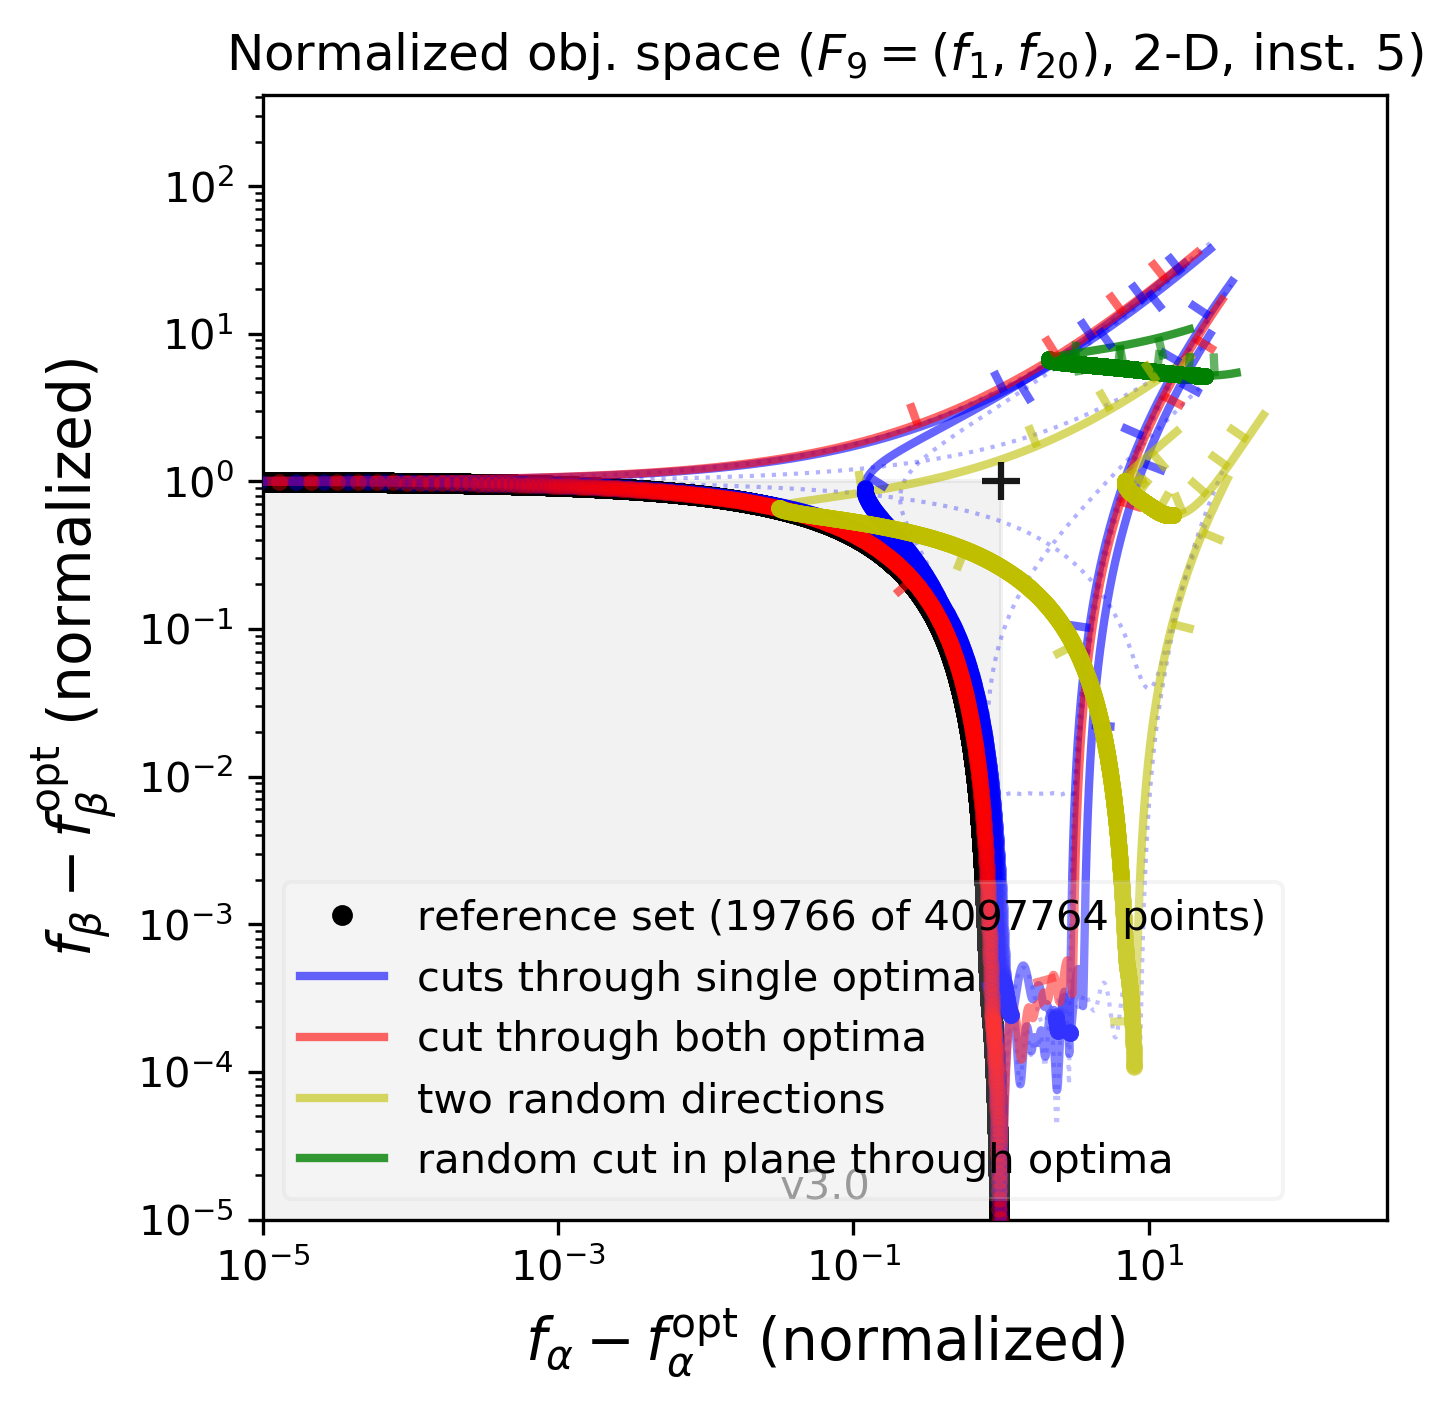 Normalized obj. space (F₉ = (f₁, f₂₀), 2-D, inst. 5)
10²
10¹
10⁰
10⁻¹
10⁻²
10⁻³
10⁻⁴
10⁻⁵
f_β − f_β^opt (normalized)
reference set (19766 of 4097764 points)
cuts through single optima
cut through both optima
two random directions
random cut in plane through optima
v3.0
10⁻⁵ 10⁻³ 10⁻¹ 10¹
f_α − f_α^opt (normalized)